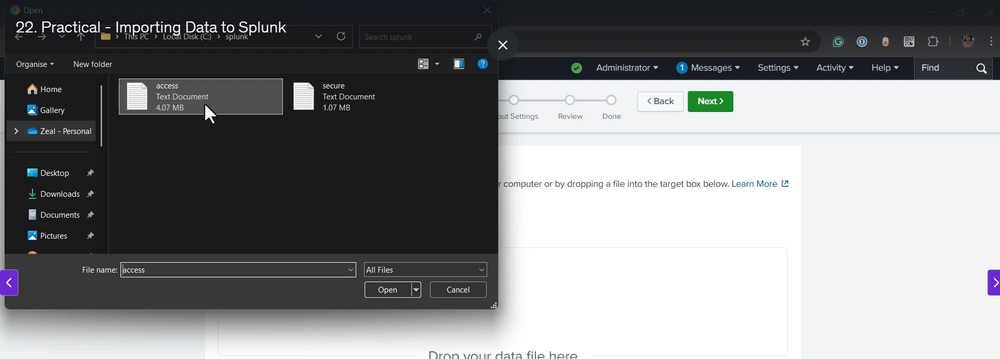 Open
22. Practical - Importing Data to Splunk
This PC > Local Disk (C:) > splunk
Search splunk
Organise
New folder
Administrator
1 Messages
Settings
Activity
Help
Find
Home
Gallery
Zeal - Personal
Desktop
Downloads
Documents
Pictures
access
Text Document
4.07 MB
secure
Text Document
1.07 MB
put Settings
Review
Done
< Back
Next >
r computer or by dropping a file into the target box below. Learn More
File name: access
All Files
Open
Cancel
Drop your data file here